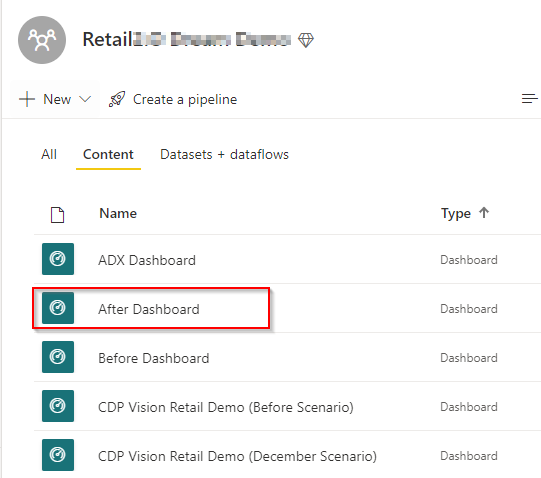 Retail
New Create a pipeline
All Content Datasets + dataflows
Name Type
ADX Dashboard Dashboard
After Dashboard Dashboard
Before Dashboard Dashboard
CDP Vision Retail Demo (Before Scenario) Dashboard
CDP Vision Retail Demo (December Scenario) Dashboard